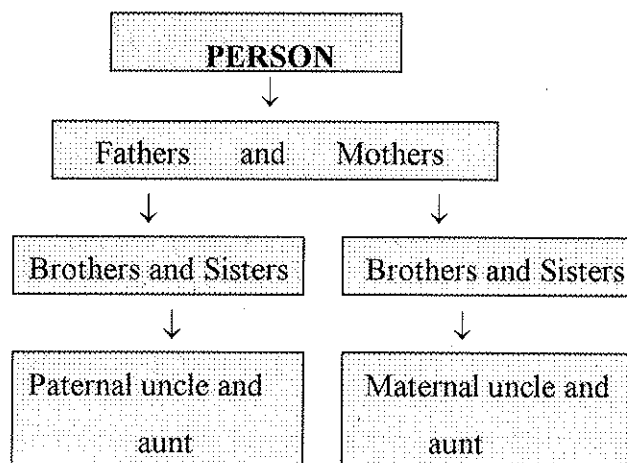 PERSON
Fathers and Mothers
Brothers and Sisters
Brothers and Sisters
Paternal uncle and
aunt
Maternal uncle and
aunt